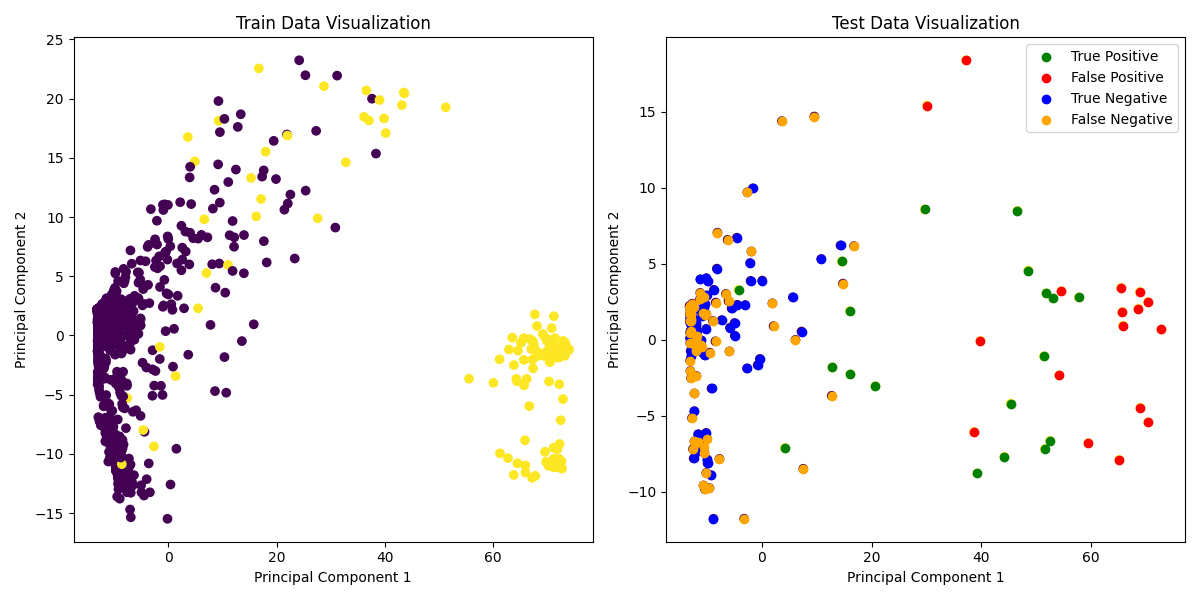 Train Data Visualization
25
20
15
10
5
0
−5
−10
−15
Principal Component 2
0
20
40
60
Principal Component 1
Test Data Visualization
True Positive
False Positive
True Negative
False Negative
15
10
5
0
−5
−10
Principal Component 2
0
20
40
60
Principal Component 1